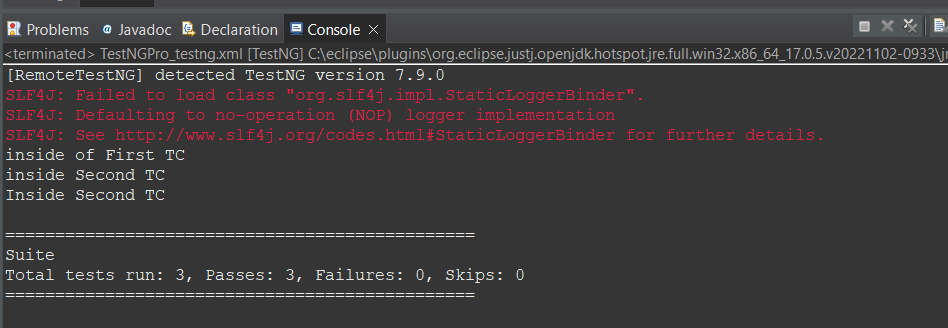 Problems @ Javadoc Declaration Console
<terminated> TestNGPro_testng.xml [TestNG] C:\eclipse\plugins\org.eclipse.justj.openjdk.hotspot.jre.full.win32.x86_64_17.0.5.v20221102-0933\jr
[RemoteTestNG] detected TestNG version 7.9.0
SLF4J: Failed to load class "org.slf4j.impl.StaticLoggerBinder".
SLF4J: Defaulting to no-operation (NOP) logger implementation
SLF4J: See http://www.slf4j.org/codes.html#StaticLoggerBinder for further details.
inside of First TC
inside Second TC
Inside Second TC
===============================================
Suite
Total tests run: 3, Passes: 3, Failures: 0, Skips: 0
===============================================